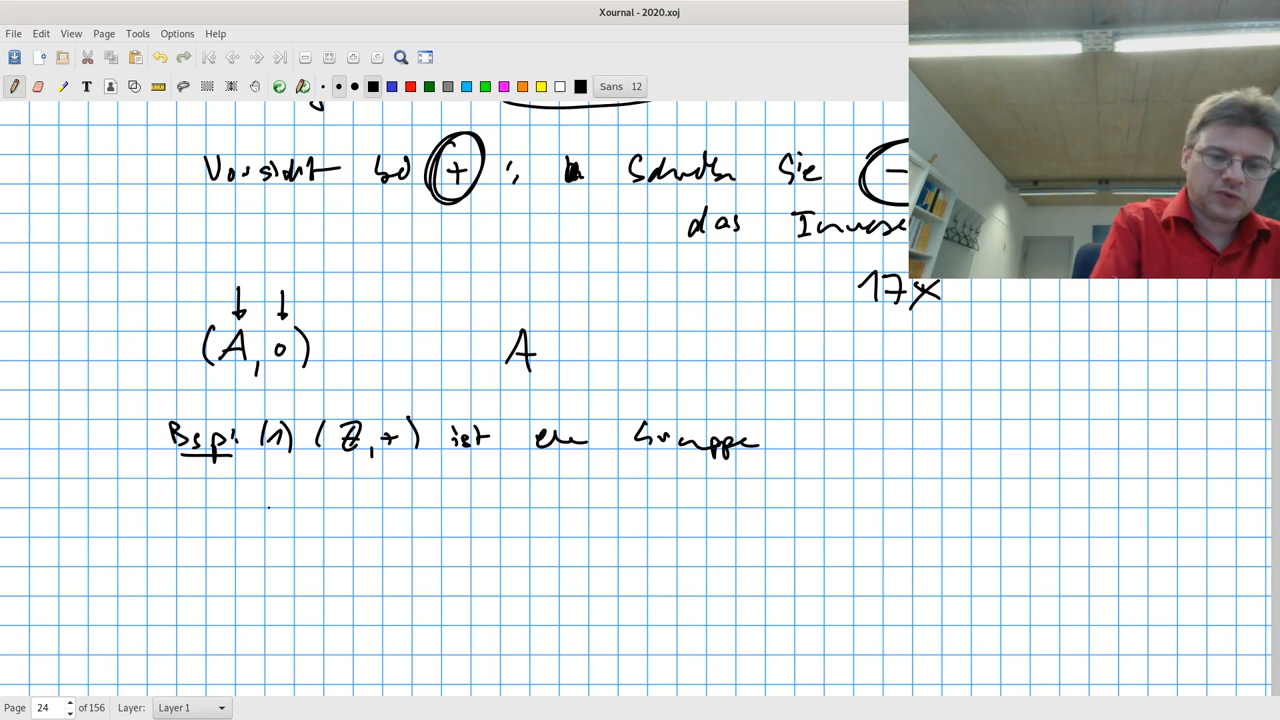 Xournal - 2020.xoj
File Edit View Page Tools Options Help
Sans 12
Vorsicht bei + : Schreiben Sie -
das Inverse
17x
(A, o) A
Bsp: (1) (Z, +) ist eine Gruppe
Page 24 of 156 Layer: Layer 1